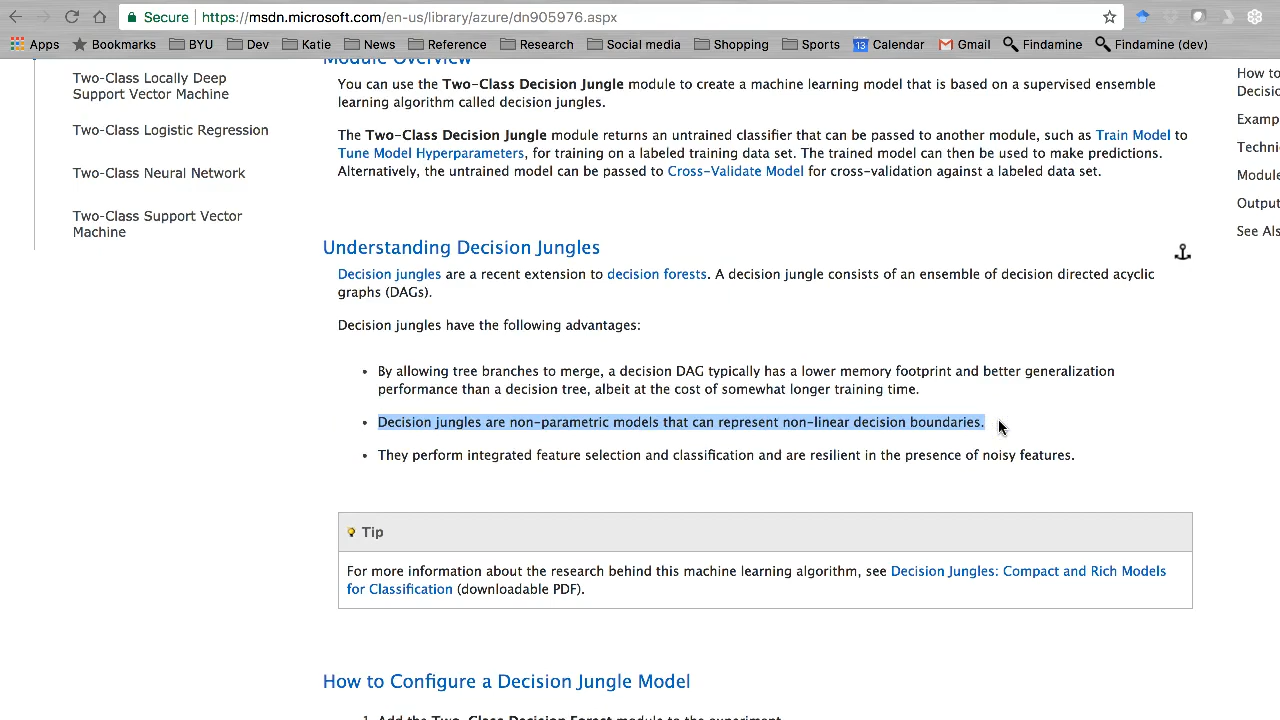 Secure https://msdn.microsoft.com/en-us/library/azure/dn905976.aspx
Apps Bookmarks BYU Dev Katie News Reference Research Social media Shopping Sports 13 Calendar Gmail Findamine Findamine (dev)
Two-Class Locally Deep
Support Vector Machine
Two-Class Logistic Regression
Two-Class Neural Network
Two-Class Support Vector
Machine
Module Overview
You can use the Two-Class Decision Jungle module to create a machine learning model that is based on a supervised ensemble
learning algorithm called decision jungles.
The Two-Class Decision Jungle module returns an untrained classifier that can be passed to another module, such as Train Model to
Tune Model Hyperparameters, for training on a labeled training data set. The trained model can then be used to make predictions.
Alternatively, the untrained model can be passed to Cross-Validate Model for cross-validation against a labeled data set.
Understanding Decision Jungles
Decision jungles are a recent extension to decision forests. A decision jungle consists of an ensemble of decision directed acyclic
graphs (DAGs).
Decision jungles have the following advantages:
• By allowing tree branches to merge, a decision DAG typically has a lower memory footprint and better generalization
performance than a decision tree, albeit at the cost of somewhat longer training time.
• Decision jungles are non-parametric models that can represent non-linear decision boundaries.
• They perform integrated feature selection and classification and are resilient in the presence of noisy features.
Tip
For more information about the research behind this machine learning algorithm, see Decision Jungles: Compact and Rich Models
for Classification (downloadable PDF).
How to Configure a Decision Jungle Model
1. Add the Two-Class Decision Forest module to the experiment
How to
Decisio
Examp
Techni
Module
Output
See Als